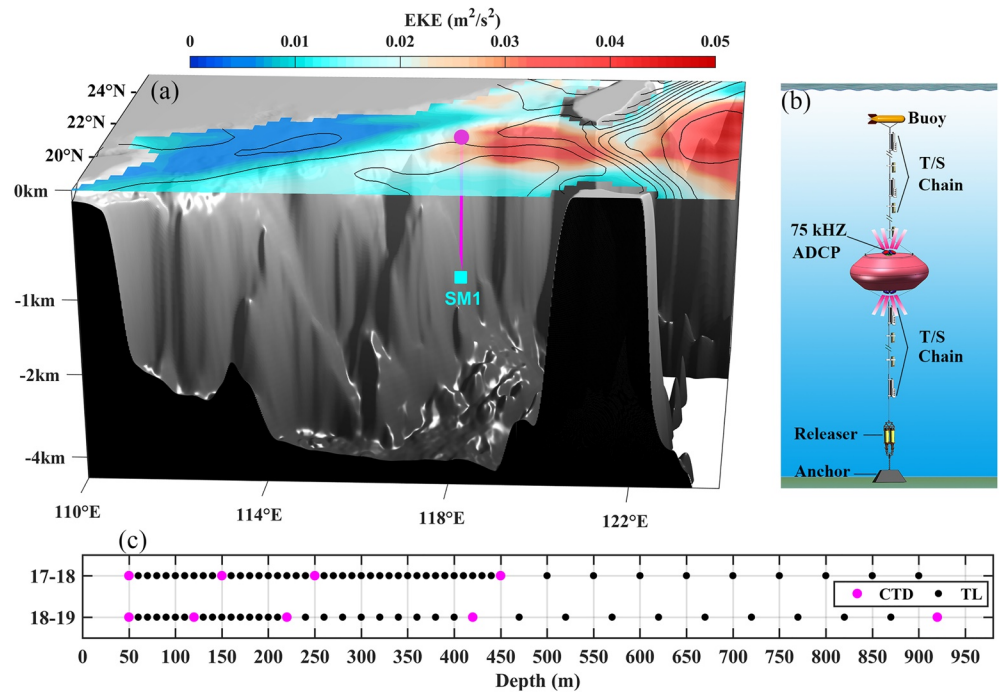 EKE (m²/s²)
0 0.01 0.02 0.03 0.04 0.05
(a)
24°N
22°N
20°N
0km
-1km
-2km
-4km
SM1
110°E
114°E
118°E
122°E
(b)
Buoy
T/S
Chain
75 kHZ
ADCP
T/S
Chain
Releaser
Anchor
(c)
17-18
18-19
CTD TL
0 50 100 150 200 250 300 350 400 450 500 550 600 650 700 750 800 850 900 950
Depth (m)